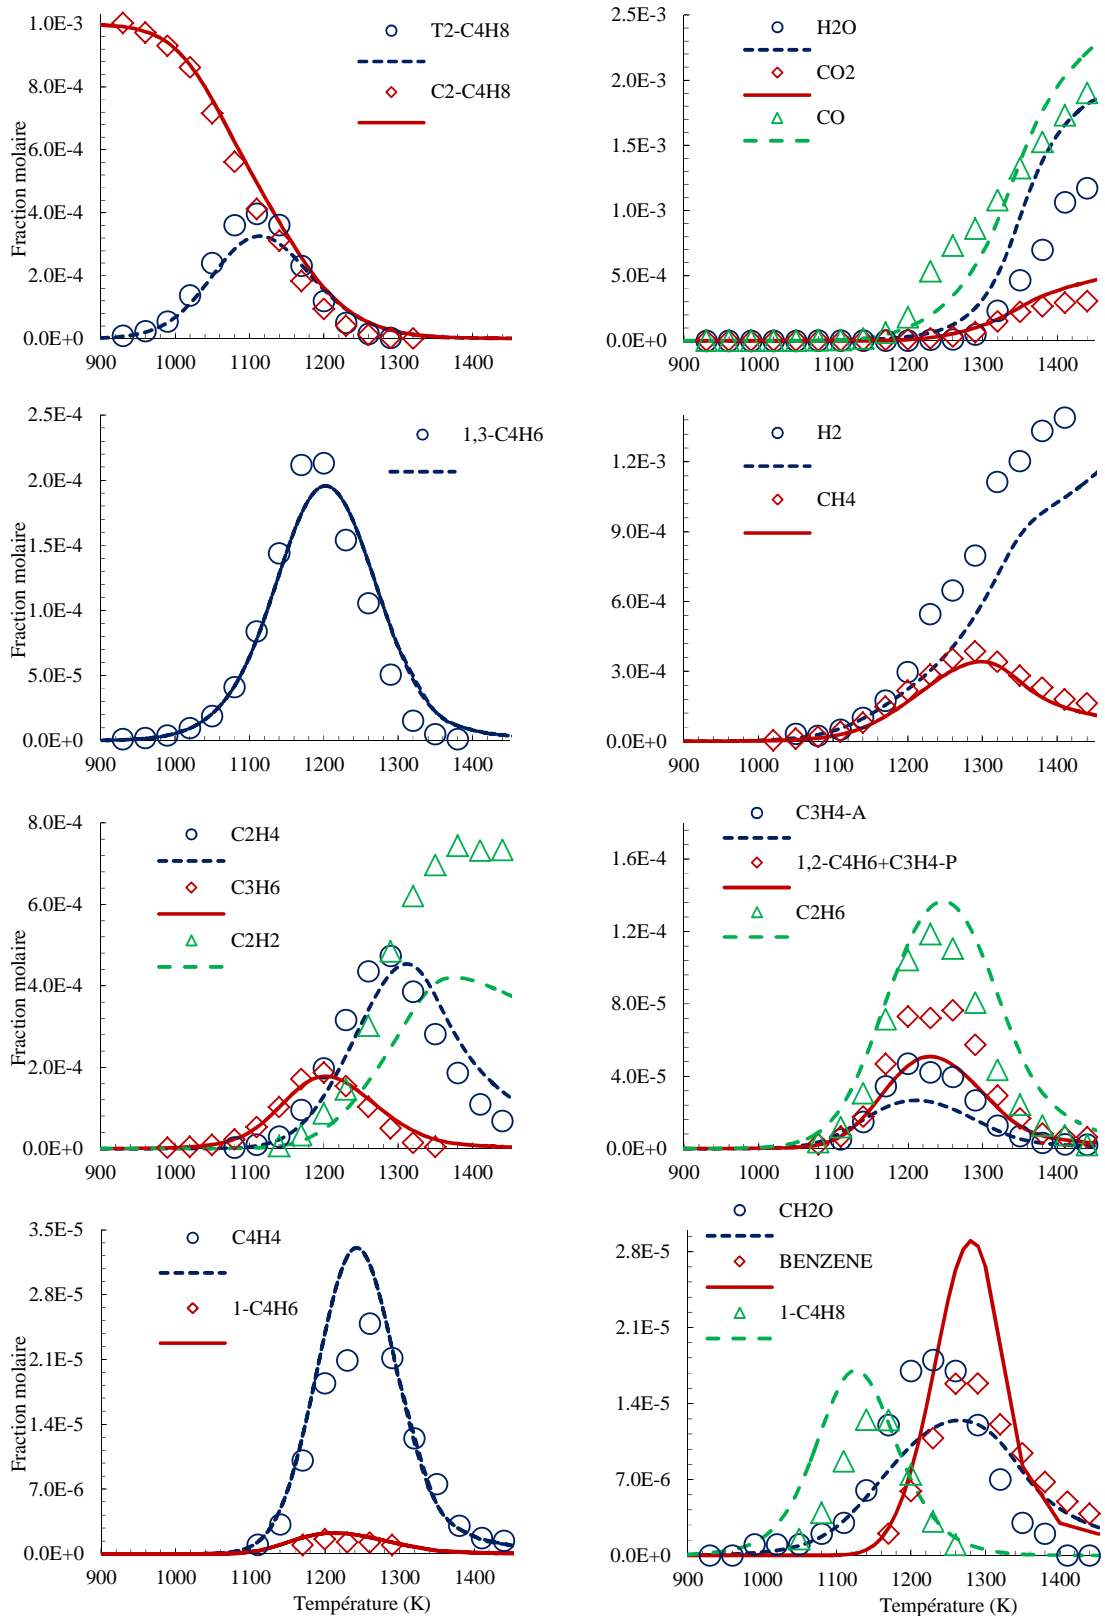 1.0E-3
8.0E-4
6.0E-4
4.0E-4
2.0E-4
0.0E+0
900 1000 1100 1200 1300 1400
Fraction molaire
T2-C4H8
C2-C4H8
2.5E-3
2.0E-3
1.5E-3
1.0E-3
5.0E-4
0.0E+0
900 1000 1100 1200 1300 1400
H2O
CO2
CO
2.5E-4
2.0E-4
1.5E-4
1.0E-4
5.0E-5
0.0E+0
900 1000 1100 1200 1300 1400
Fraction molaire
1,3-C4H6
1.2E-3
9.0E-4
6.0E-4
3.0E-4
0.0E+0
900 1000 1100 1200 1300 1400
H2
CH4
8.0E-4
6.0E-4
4.0E-4
2.0E-4
0.0E+0
900 1000 1100 1200 1300 1400
Fraction molaire
C2H4
C3H6
C2H2
1.6E-4
1.2E-4
8.0E-5
4.0E-5
0.0E+0
900 1000 1100 1200 1300 1400
C3H4-A
1,2-C4H6+C3H4-P
C2H6
3.5E-5
2.8E-5
2.1E-5
1.4E-5
7.0E-6
0.0E+0
900 1000 1100 1200 1300 1400
Fraction molaire
Température (K)
C4H4
1-C4H6
2.8E-5
2.1E-5
1.4E-5
7.0E-6
0.0E+0
900 1000 1100 1200 1300 1400
Température (K)
CH2O
BENZENE
1-C4H8